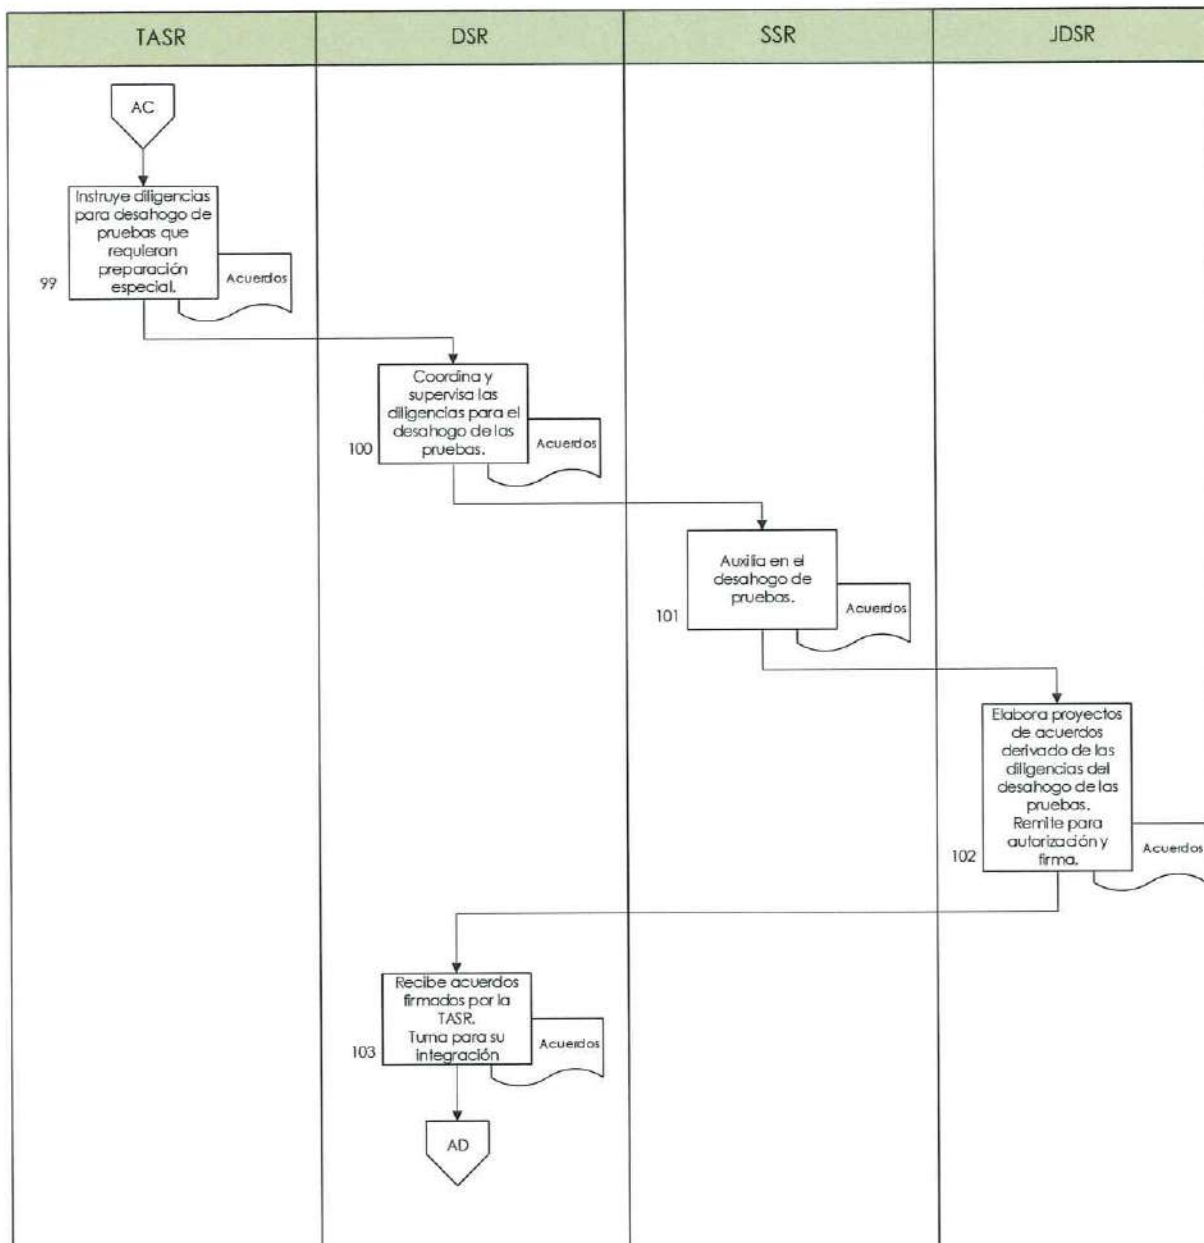 TASR
DSR
SSR
JDSR
AC
Instruye diligencias
para desahogo de
pruebas que
requieran
preparación
especial.
Acuerdos
99
Coordina y
supervisa las
diligencias para el
desahogo de las
pruebas.
Acuerdos
100
Auxilia en el
desahogo de
pruebas.
Acuerdos
101
Elabora proyectos
de acuerdos
derivado de las
diligencias del
desahogo de las
pruebas.
Remite para
autorización y
firma.
Acuerdos
102
Recibe acuerdos
firmados por la
TASR.
Turna para su
integración
Acuerdos
103
AD